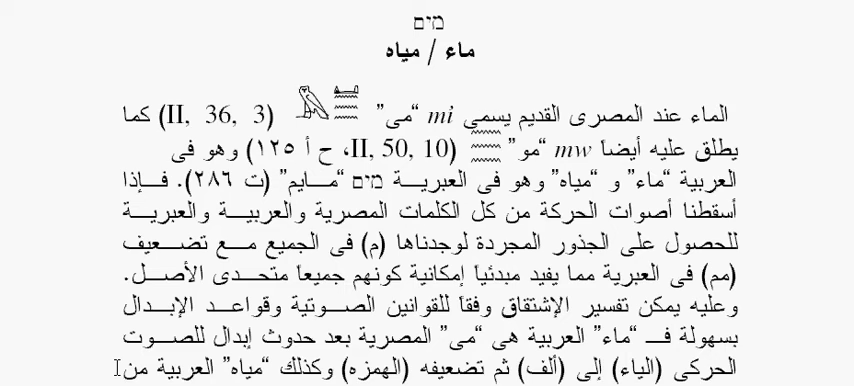 מים
ماء / مياه
الماء عند المصرى القديم يسمى mi “مى” (II, 36, 3) كما
يطلق عليه أيضاً mw “مو” (II, 50, 10، ح أ ١٢٥) وهو فى
العربية “ماء” و “مياه” وهو فى العبرية מים “مايم” (ت ٢٨٦). فإذا
أسقطنا أصوات الحركة من كل الكلمات المصرية والعربية والعبرية
للحصول على الجذور المجردة لوجدناها (م) فى الجميع مع تضعيف
(مم) فى العبرية مما يفيد مبدئياً إمكانية كونهم جميعاً متحدى الأصل.
وعليه يمكن تفسير الإشتقاق وفقاً للقوانين الصوتية وقواعد الإبدال
بسهولة فـ “ماء” العربية هى “مى” المصرية بعد حدوث إبدال للصوت
الحركى (الياء) إلى (ألف) ثم تضعيفه (الهمزه) وكذلك “مياه” العربية من